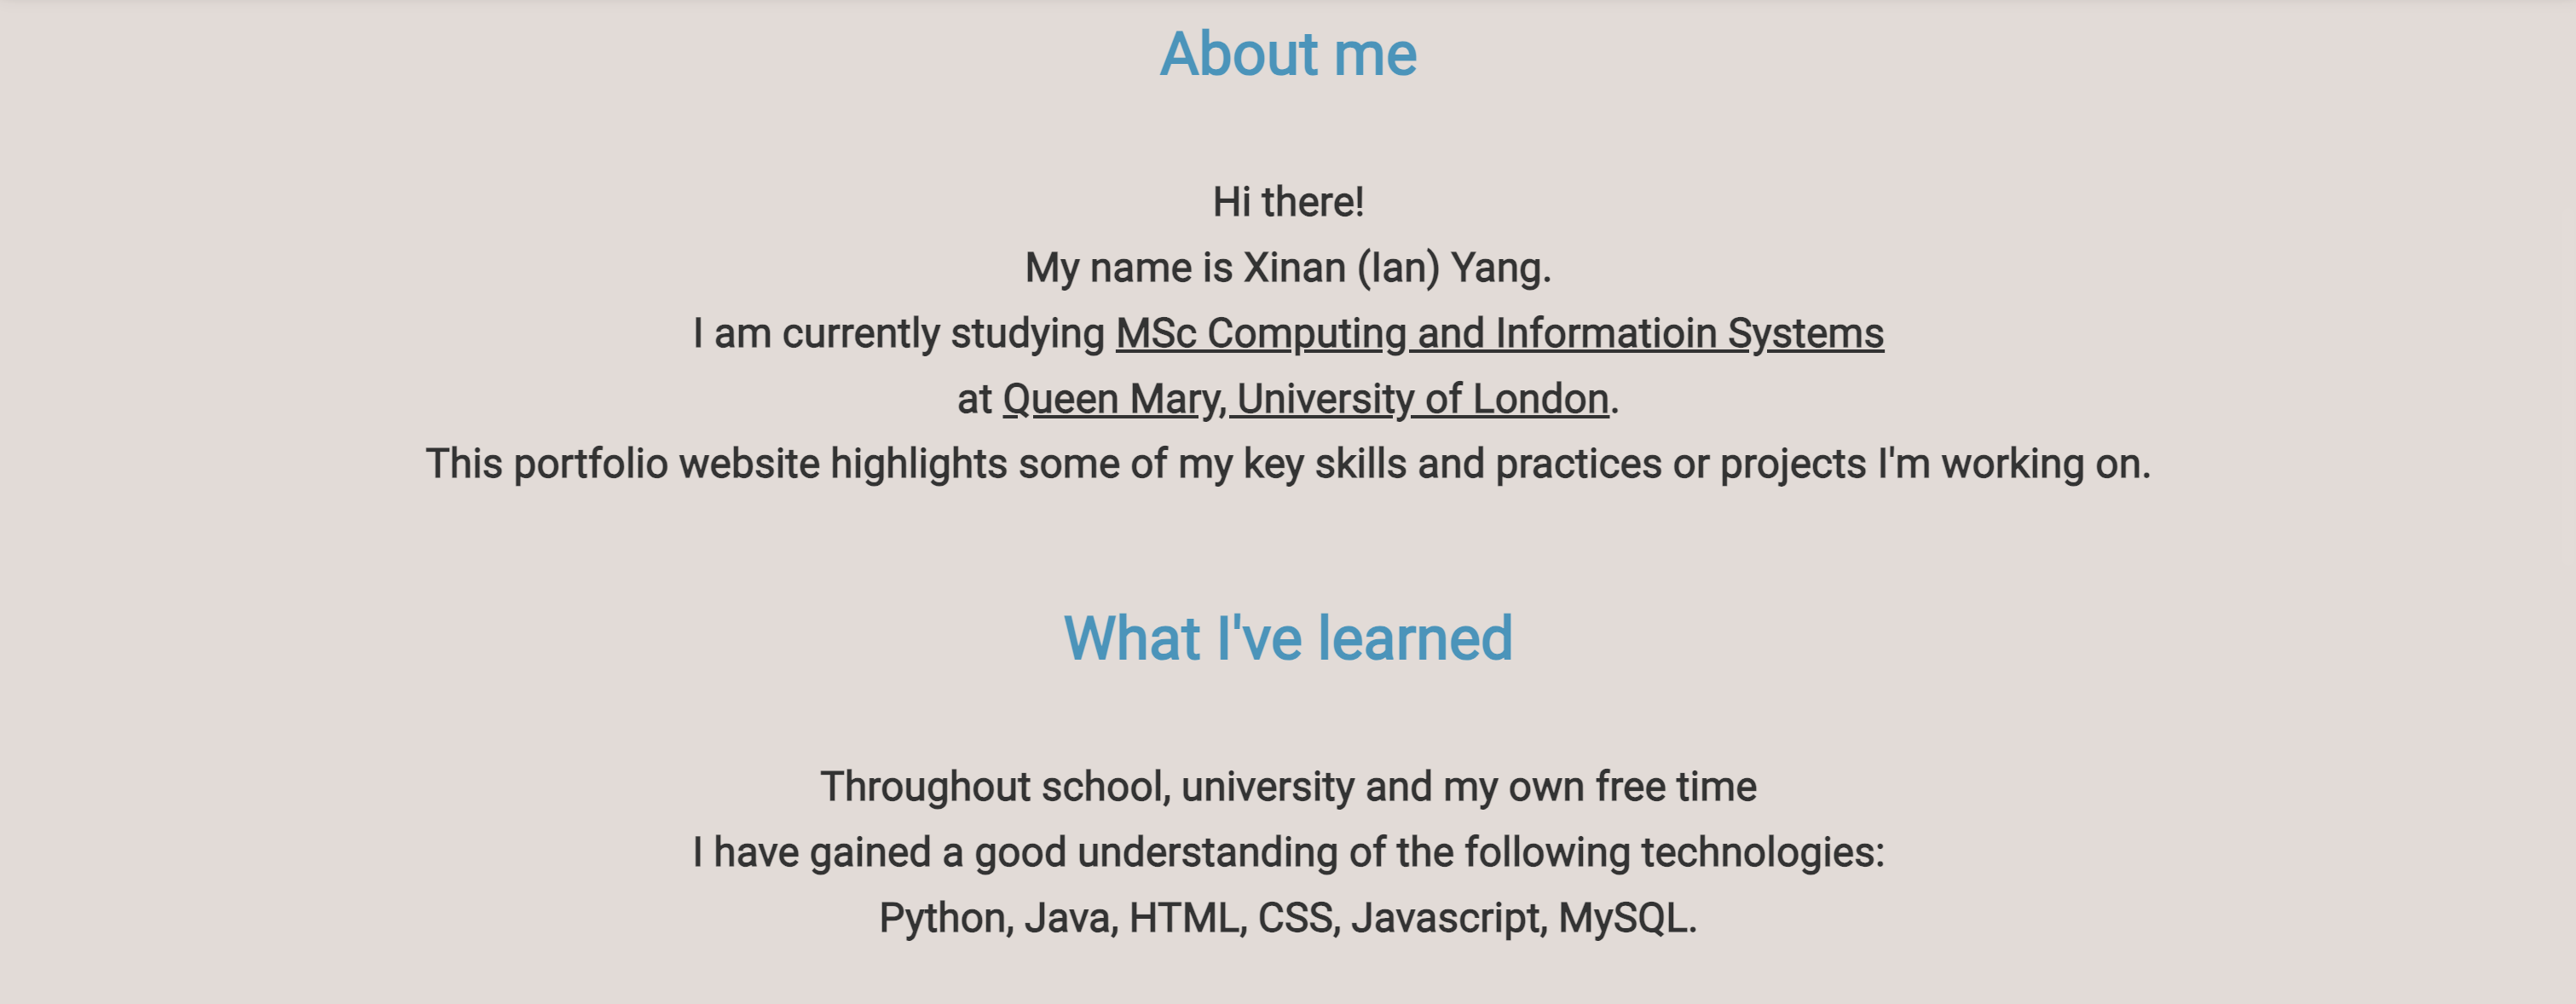 About me
Hi there!
My name is Xinan (Ian) Yang.
I am currently studying MSc Computing and Informatioin Systems
at Queen Mary, University of London.
This portfolio website highlights some of my key skills and practices or projects I'm working on.
What I've learned
Throughout school, university and my own free time
I have gained a good understanding of the following technologies:
Python, Java, HTML, CSS, Javascript, MySQL.